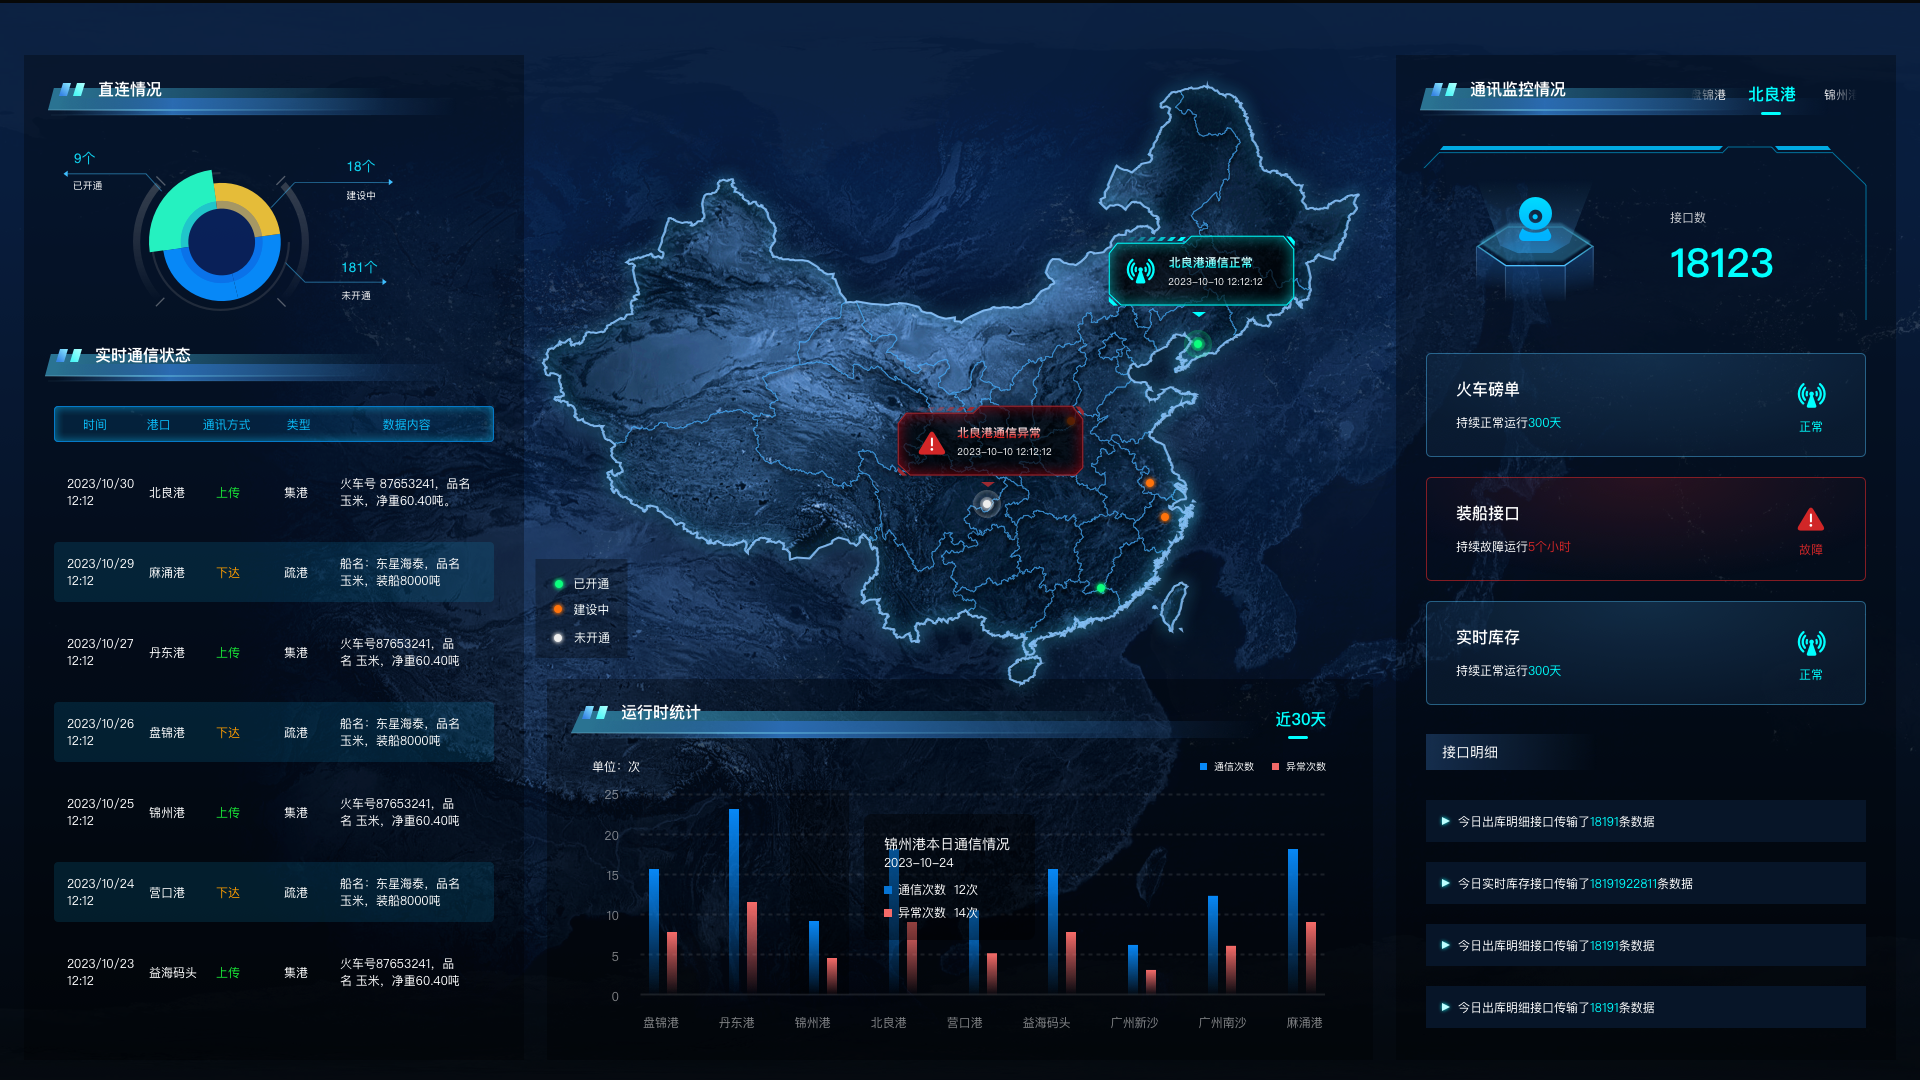 直连情况
9个
已开通
18个
建设中
181个
未开通
实时通信状态
时间 港口 通讯方式 类型 数据内容
2023/10/30 12:12 北良港 上传 集港 火车号 87653241，品名
玉米，净重60.40吨。
2023/10/29 12:12 麻涌港 下达 疏港 船名：东星海泰，品名
玉米，装船8000吨
2023/10/27 12:12 丹东港 上传 集港 火车号87653241，品
名 玉米，净重60.40吨
2023/10/26 12:12 盘锦港 下达 疏港 船名：东星海泰，品名
玉米，装船8000吨
2023/10/25 12:12 锦州港 上传 集港 火车号87653241，品
名 玉米，净重60.40吨
2023/10/24 12:12 营口港 下达 疏港 船名：东星海泰，品名
玉米，装船8000吨
2023/10/23 12:12 益海码头 上传 集港 火车号87653241，品
名 玉米，净重60.40吨
北良港通信正常
2023-10-10 12:12:12
北良港通信异常
2023-10-10 12:12:12
已开通
建设中
未开通
运行时统计
近30天
单位：次
通信次数 异常次数
25
20
15
10
5
0
锦州港本日通信情况
2023-10-24
通信次数 12次
异常次数 14次
盘锦港 丹东港 锦州港 北良港 营口港 益海码头 广州新沙 广州南沙 麻涌港
通讯监控情况
盘锦港 北良港 锦州港
接口数
18123
火车磅单
持续正常运行300天
正常
装船接口
持续故障运行5个小时
故障
实时库存
持续正常运行300天
正常
接口明细
今日出库明细接口传输了18191条数据
今日实时库存接口传输了18191922811条数据
今日出库明细接口传输了18191条数据
今日出库明细接口传输了18191条数据